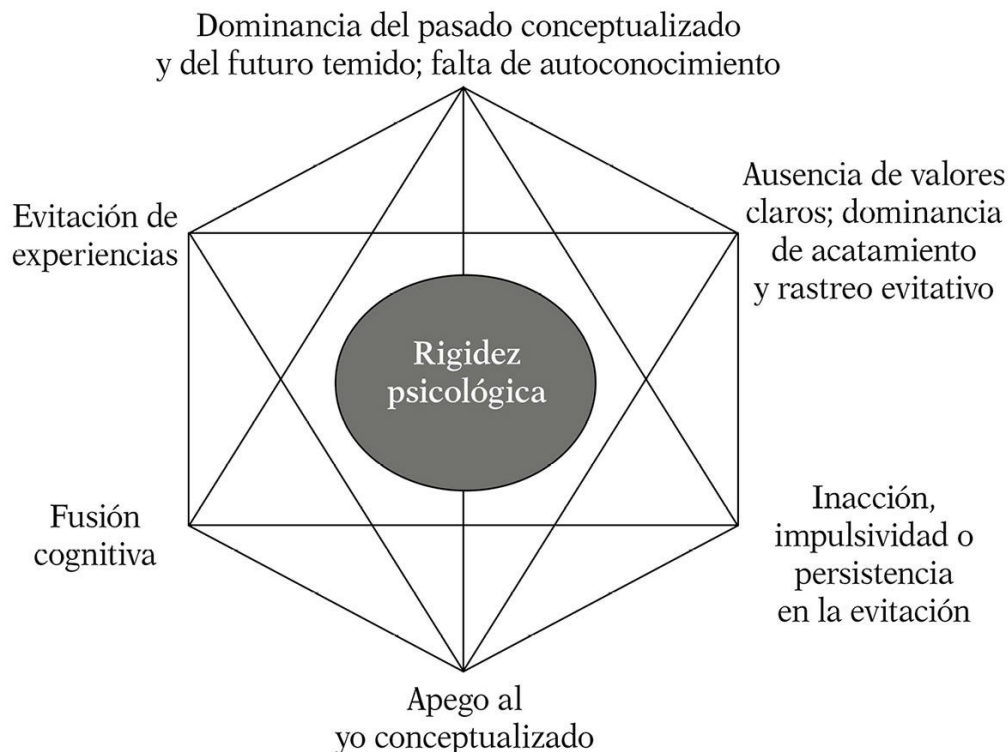 Dominancia del pasado conceptualizado
y del futuro temido; falta de autoconocimiento
Evitación de
experiencias
Ausencia de valores
claros; dominancia
de acatamiento
y rastreo evitativo
Rigidez
psicológica
Fusión
cognitiva
Inacción,
impulsividad o
persistencia
en la evitación
Apego al
yo conceptualizado